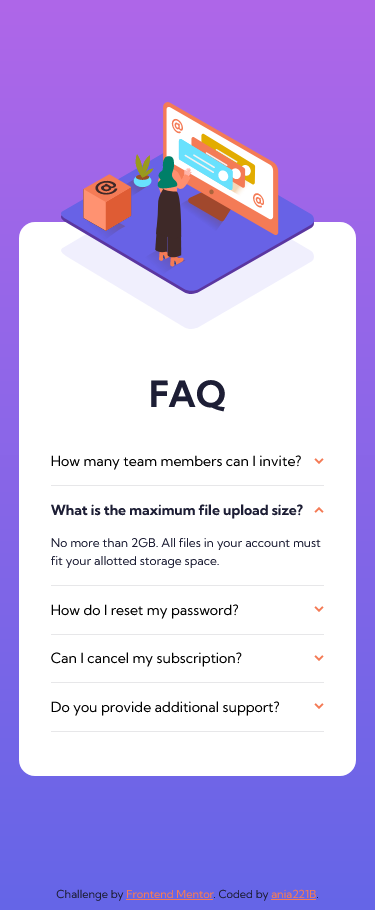 @
@
@
FAQ
How many team members can I invite?
What is the maximum file upload size?
No more than 2GB. All files in your account must
fit your allotted storage space.
How do I reset my password?
Can I cancel my subscription?
Do you provide additional support?
Challenge by Frontend Mentor. Coded by ania221B.